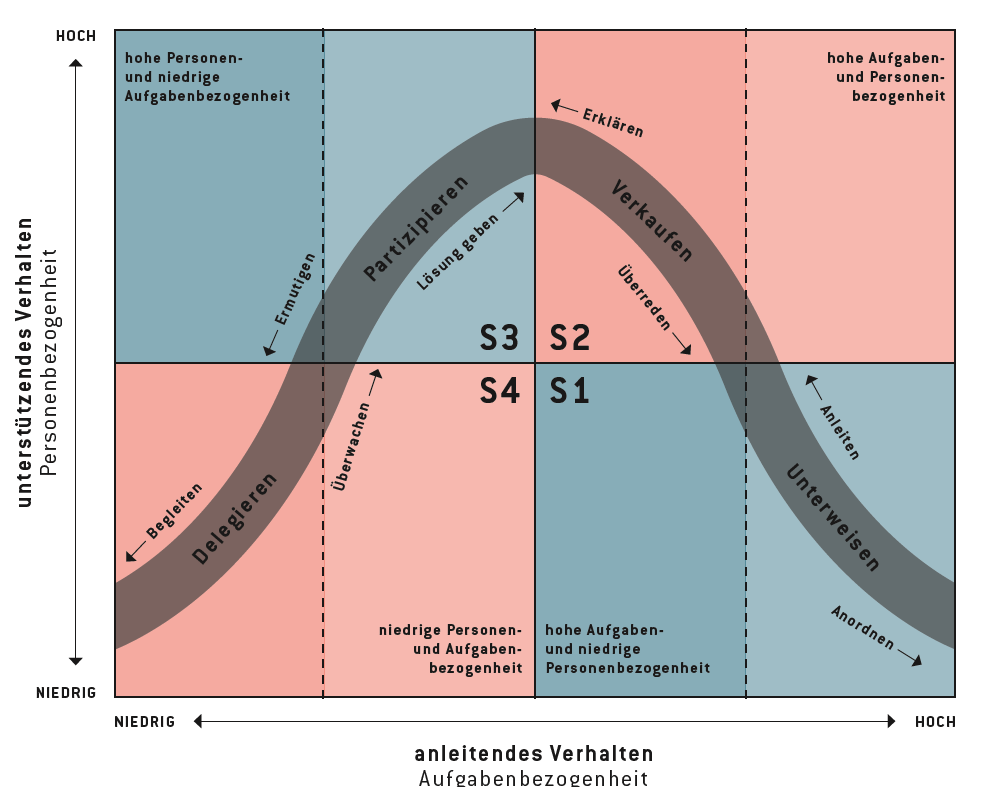 HOCH
hohe Personen-
und niedrige
Aufgabenbezogenheit
hohe Aufgaben-
und Personen-
bezogenheit
Erklären
Partizipieren
Verkaufen
Lösung geben
Ermutigen
Überreden
unterstützendes Verhalten
Personenbezogenheit
S3
S2
S4
S1
Überwachen
Anleiten
Begleiten
Delegieren
Unterweisen
Anordnen
niedrige Personen-
und Aufgaben-
bezogenheit
hohe Aufgaben-
und niedrige
Personenbezogenheit
NIEDRIG
NIEDRIG
HOCH
anleitendes Verhalten
Aufgabenbezogenheit